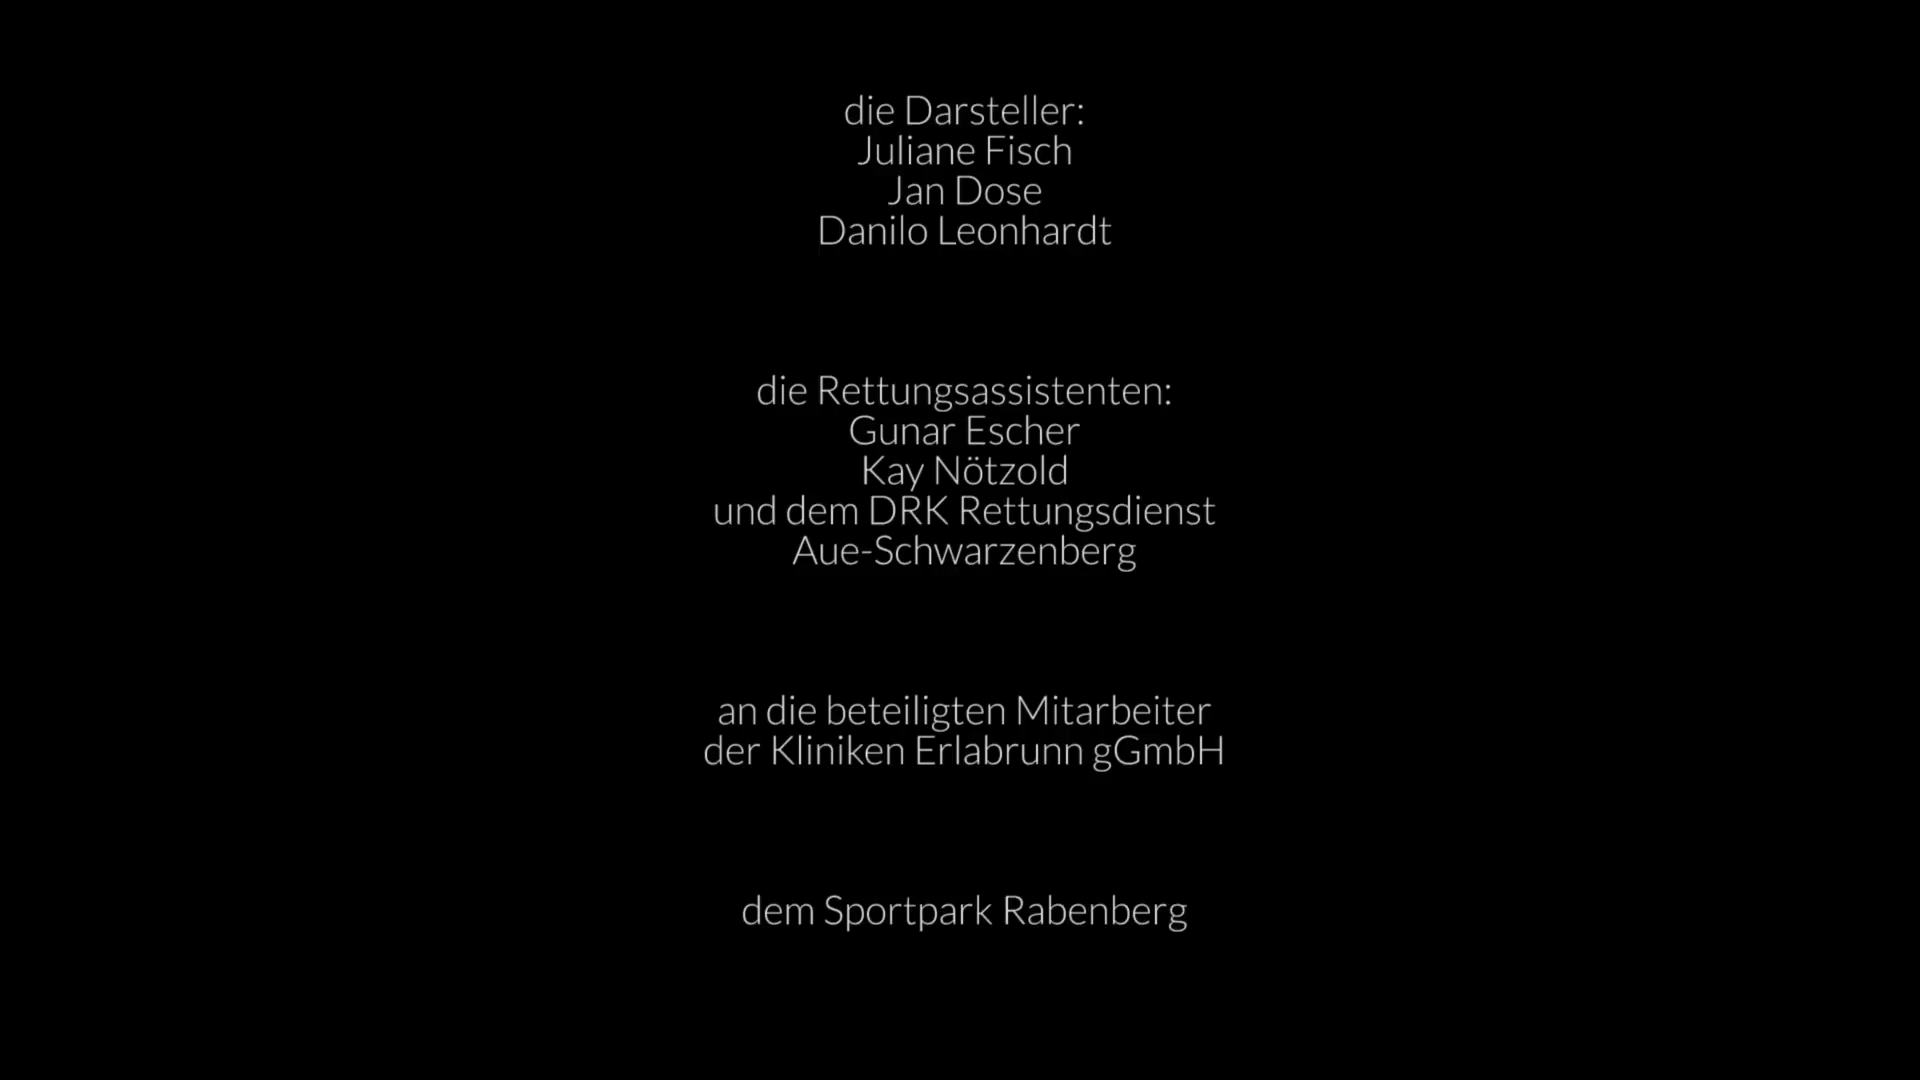 die Darsteller:
Juliane Fisch
Jan Dose
Danilo Leonhardt
die Rettungsassistenten:
Gunar Escher
Kay Nötzold
und dem DRK Rettungsdienst
Aue-Schwarzenberg
an die beteiligten Mitarbeiter
der Kliniken Erlabrunn gGmbH
dem Sportpark Rabenberg